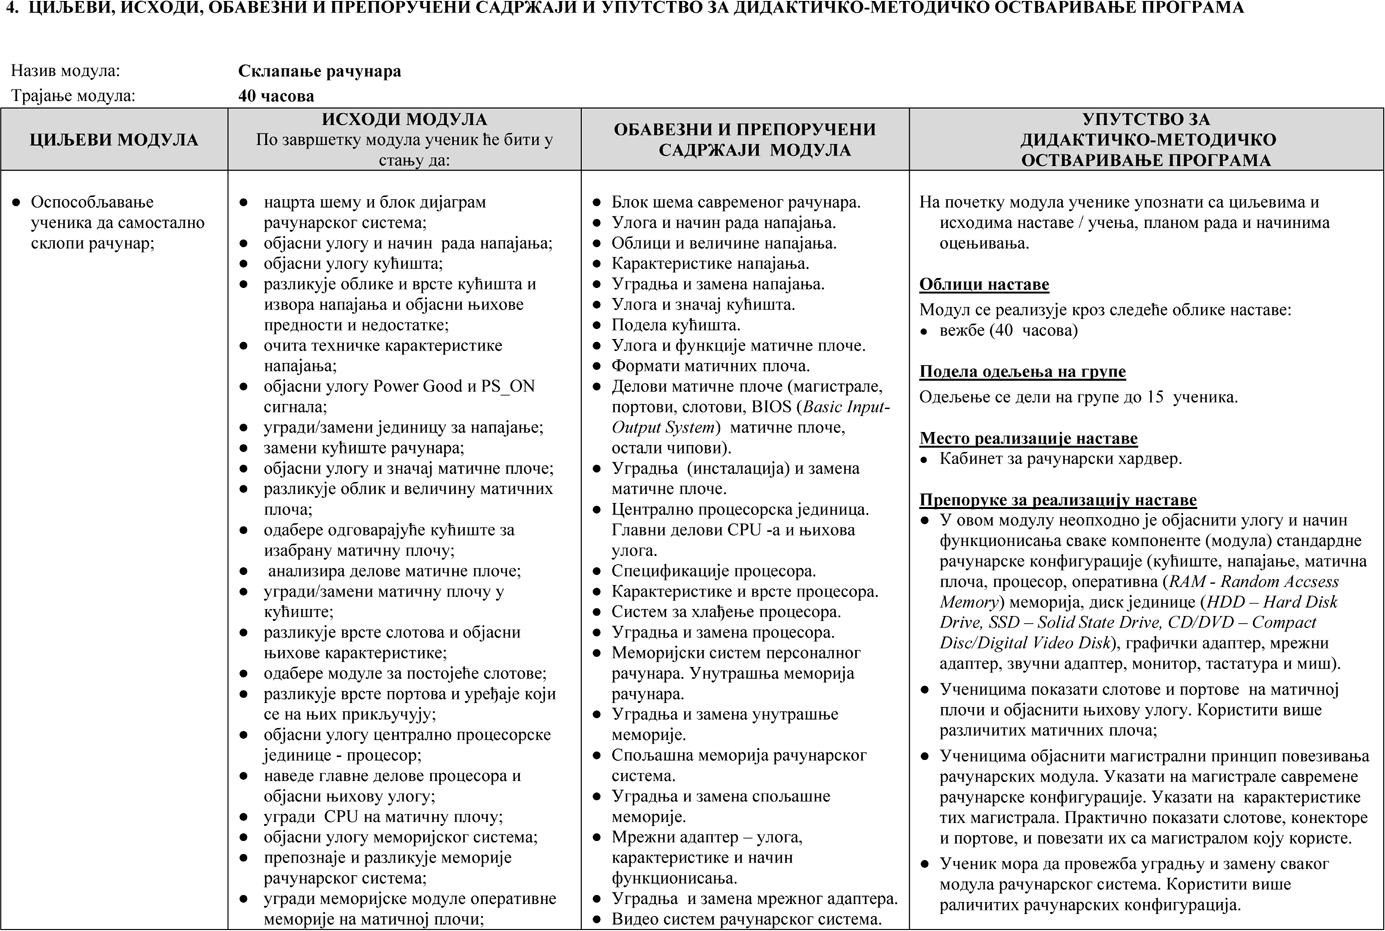 4. ЦИЉЕВИ, ИСХОДИ, ОБАВЕЗНИ И ПРЕПОРУЧЕНИ САДРЖАЈИ И УПУТСТВО ЗА ДИДАКТИЧКО-МЕТОДИЧКО ОСТВАРИВАЊЕ ПРОГРАМА
Назив модула: Склапање рачунара
Трајање модула: 40 часова
ЦИЉЕВИ МОДУЛА
ИСХОДИ МОДУЛА
По завршетку модула ученик ће бити у
стању да:
ОБАВЕЗНИ И ПРЕПОРУЧЕНИ
САДРЖАЈИ МОДУЛА
УПУТСТВО ЗА
ДИДАКТИЧКО-МЕТОДИЧКО
ОСТВАРИВАЊЕ ПРОГРАМА
● Оспособљавање
ученика да самостално
склопи рачунар;
● нацрта шему и блок дијаграм
рачунарског система;
● објасни улогу и начин рада напајања;
● објасни улогу кућишта;
● разликује облике и врсте кућишта и
извора напајања и објасни њихове
предности и недостатке;
● очита техничке карактеристике
напајања;
● објасни улогу Power Good и PS_ON
сигнала;
● угради/замени јединицу за напајање;
● замени кућиште рачунара;
● објасни улогу и значај матичне плоче;
● разликује облик и величину матичних
плоча;
● одабере одговарајуће кућиште за
изабрану матичну плочу;
● анализира делове матичне плоче;
● угради/замени матичну плочу у
кућиште;
● разликује врсте слотова и објасни
њихове карактеристике;
● одабере модуле за постојеће слотове;
● разликује врсте портова и уређаје који
се на њих прикључују;
● објасни улогу централно процесорске
јединице - процесор;
● наведе главне делове процесора и
објасни њихову улогу;
● угради CPU на матичну плочу;
● објасни улогу меморијског система;
● препознаје и разликује меморије
рачунарског система;
● угради меморијске модуле оперативне
меморије на матичној плочи;
● Блок шема савременог рачунара.
● Улога и начин рада напајања.
● Облици и величине напајања.
● Карактеристике напајања.
● Уградња и замена напајања.
● Улога и значај кућишта.
● Подела кућишта.
● Улога и функције матичне плоче.
● Формати матичних плоча.
● Делови матичне плоче (магистрале,
портови, слотови, BIOS (Basic Input-
Output System) матичне плоче,
остали чипови).
● Уградња (инсталација) и замена
матичне плоче.
● Централно процесорска јединица.
Главни делови CPU -а и њихова
улога.
● Спецификације процесора.
● Карактеристике и врсте процесора.
● Систем за хлађење процесора.
● Уградња и замена процесора.
● Меморијски систем персоналног
рачунара. Унутрашња меморија
рачунара.
● Уградња и замена унутрашње
меморије.
● Спољашна меморија рачунарског
система.
● Уградња и замена спољашне
меморије.
● Мрежни адаптер – улога,
карактеристике и начин
функционисања.
● Уградња и замена мрежног адаптера.
● Видео систем рачунарског система.
На почетку модула ученике упознати са циљевима и
исходима наставе / учења, планом рада и начинима
оцењивања.
Облици наставе
Модул се реализује кроз следеће облике наставе:
● вежбе (40 часова)
Подела одељења на групе
Одељење се дели на групе до 15 ученика.
Место реализације наставе
● Кабинет за рачунарски хардвер.
Препоруке за реализацију наставе
● У овом модулу неопходно је објаснити улогу и начин
функционисања сваке компоненте (модула) стандардне
рачунарске конфигурације (кућиште, напајање, матична
плоча, процесор, оперативна (RAM - Random Accsess
Memory) меморија, диск јединице (HDD – Hard Disk
Drive, SSD – Solid State Drive, CD/DVD – Compact
Disc/Digital Video Disk), графички адаптер, мрежни
адаптер, звучни адаптер, монитор, тастатура и миш).
● Ученицима показати слотове и портове на матичној
плочи и објаснити њихову улогу. Користити више
различитих матичних плоча;
● Ученицима објаснити магистрални принцип повезивања
рачунарских модула. Указати на магистрале савремене
рачунарске конфигурације. Указати на карактеристике
тих магистрала. Практично показати слотове, конекторе
и портове, и повезати их са магистралом коју користе.
● Ученик мора да провежба уградњу и замену сваког
модула рачунарског система. Користити више
раличитих рачунарских конфигурација.